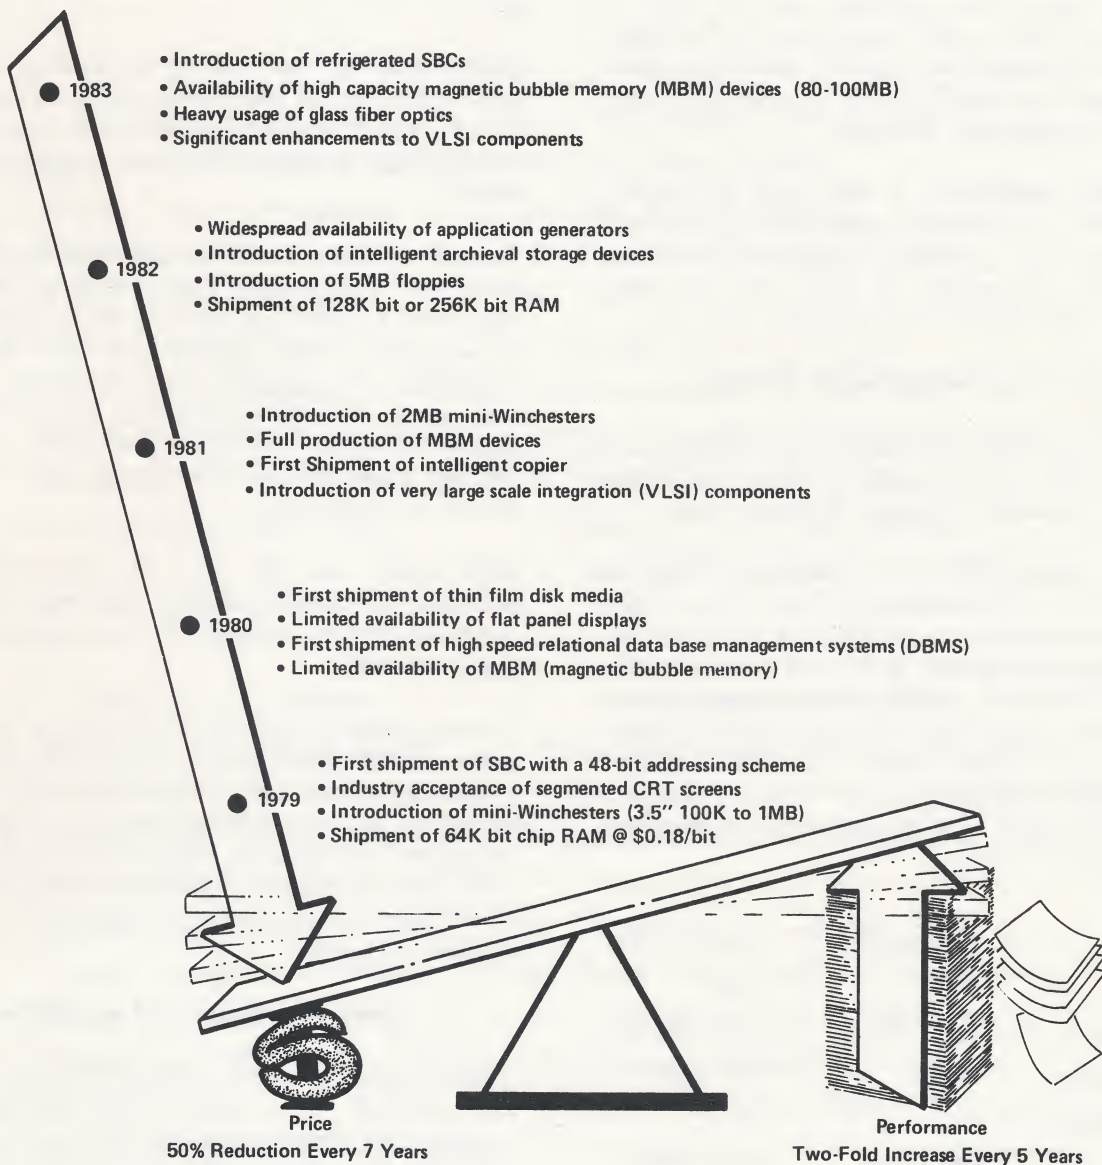 1983
• Introduction of refrigerated SBCs
• Availability of high capacity magnetic bubble memory (MBM) devices (80-100MB)
• Heavy usage of glass fiber optics
• Significant enhancements to VLSI components
1982
• Widespread availability of application generators
• Introduction of intelligent archieval storage devices
• Introduction of 5MB floppies
• Shipment of 128K bit or 256K bit RAM
1981
• Introduction of 2MB mini-Winchesters
• Full production of MBM devices
• First Shipment of intelligent copier
• Introduction of very large scale integration (VLSI) components
1980
• First shipment of thin film disk media
• Limited availability of flat panel displays
• First shipment of high speed relational data base management systems (DBMS)
• Limited availability of MBM (magnetic bubble memory)
1979
• First shipment of SBC with a 48-bit addressing scheme
• Industry acceptance of segmented CRT screens
• Introduction of mini-Winchesters (3.5″ 100K to 1MB)
• Shipment of 64K bit chip RAM @ $0.18/bit
Price
50% Reduction Every 7 Years
Performance
Two-Fold Increase Every 5 Years